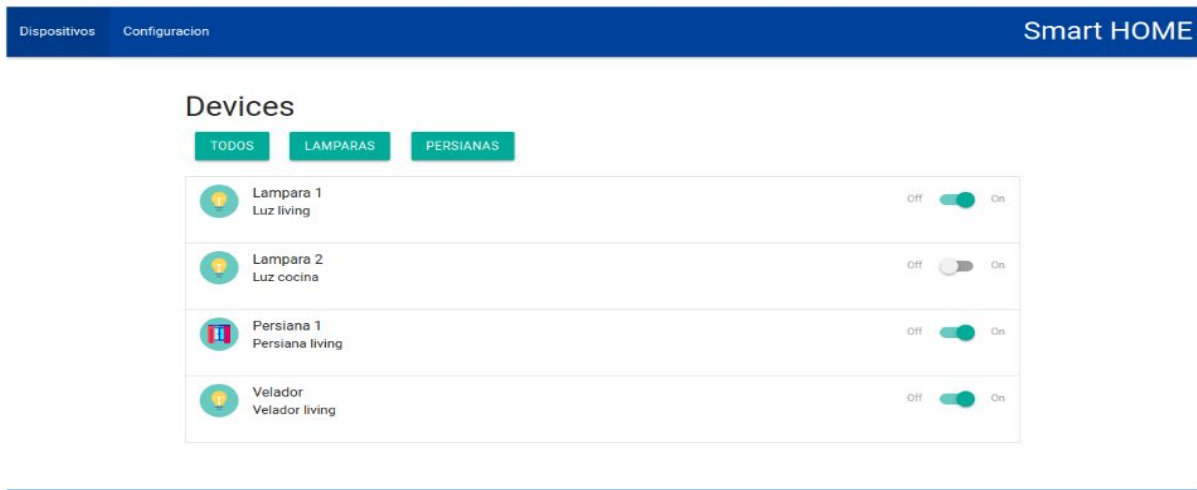 Dispositivos Configuracion Smart HOME
Devices
TODOS LAMPARAS PERSIANAS
Lampara 1
Luz living
Off On
Lampara 2
Luz cocina
Off On
Persiana 1
Persiana living
Off On
Velador
Velador living
Off On